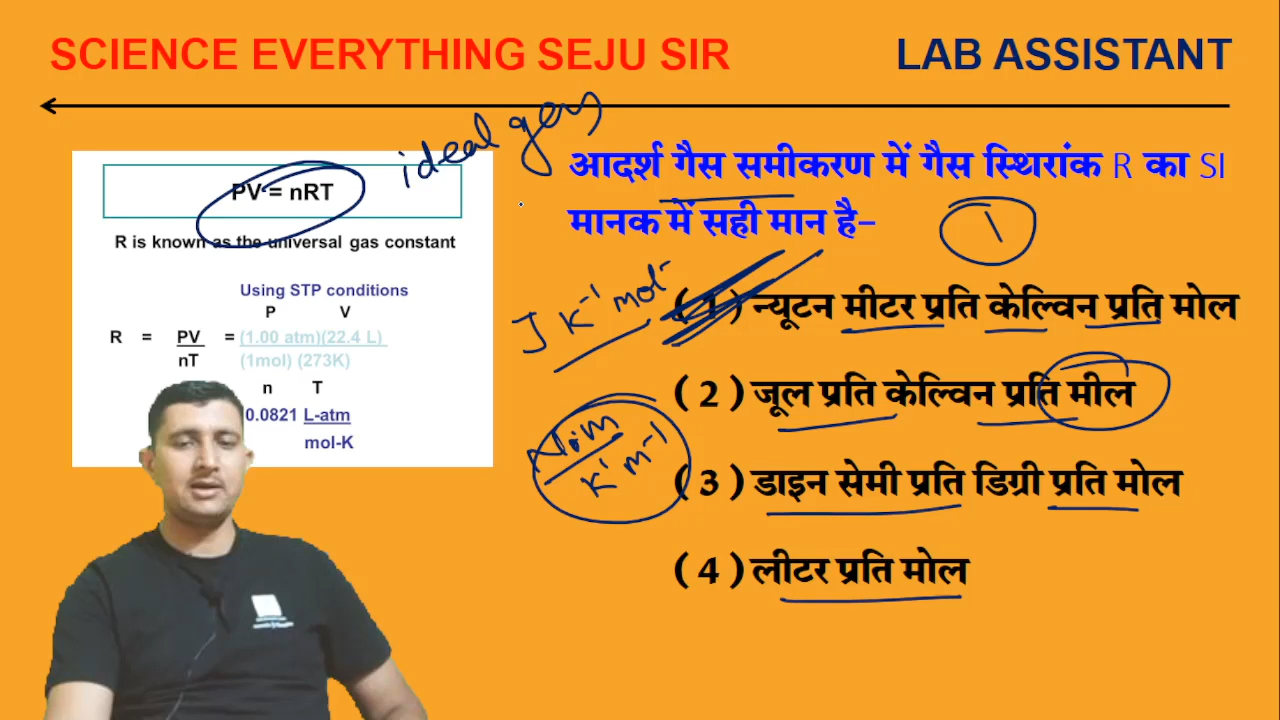 SCIENCE EVERYTHING SEJU SIR
LAB ASSISTANT
ideal gas
PV = nRT
R is known as the universal gas constant
Using STP conditions
P V
R = PV = (1.00 atm)(22.4 L)
nT (1mol) (273K)
n T
0.0821 L-atm
mol-K
आदर्श गैस समीकरण में गैस स्थिरांक R का SI
मानक में सही मान है-
1
J K-1 mol-
( 1 ) न्यूटन मीटर प्रति केल्विन प्रति मोल
( 2 ) जूल प्रति केल्विन प्रति मील
N.m
K-1 m-1
( 3 ) डाइन सेमी प्रति डिग्री प्रति मोल
( 4 ) लीटर प्रति मोल